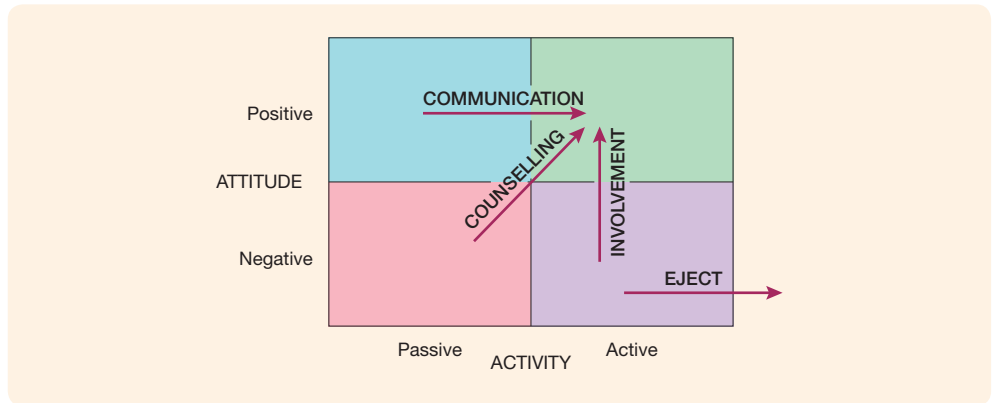 COMMUNICATION
Positive
COUNSELLING
INVOLVEMENT
ATTITUDE
Negative
EJECT
Passive
Active
ACTIVITY